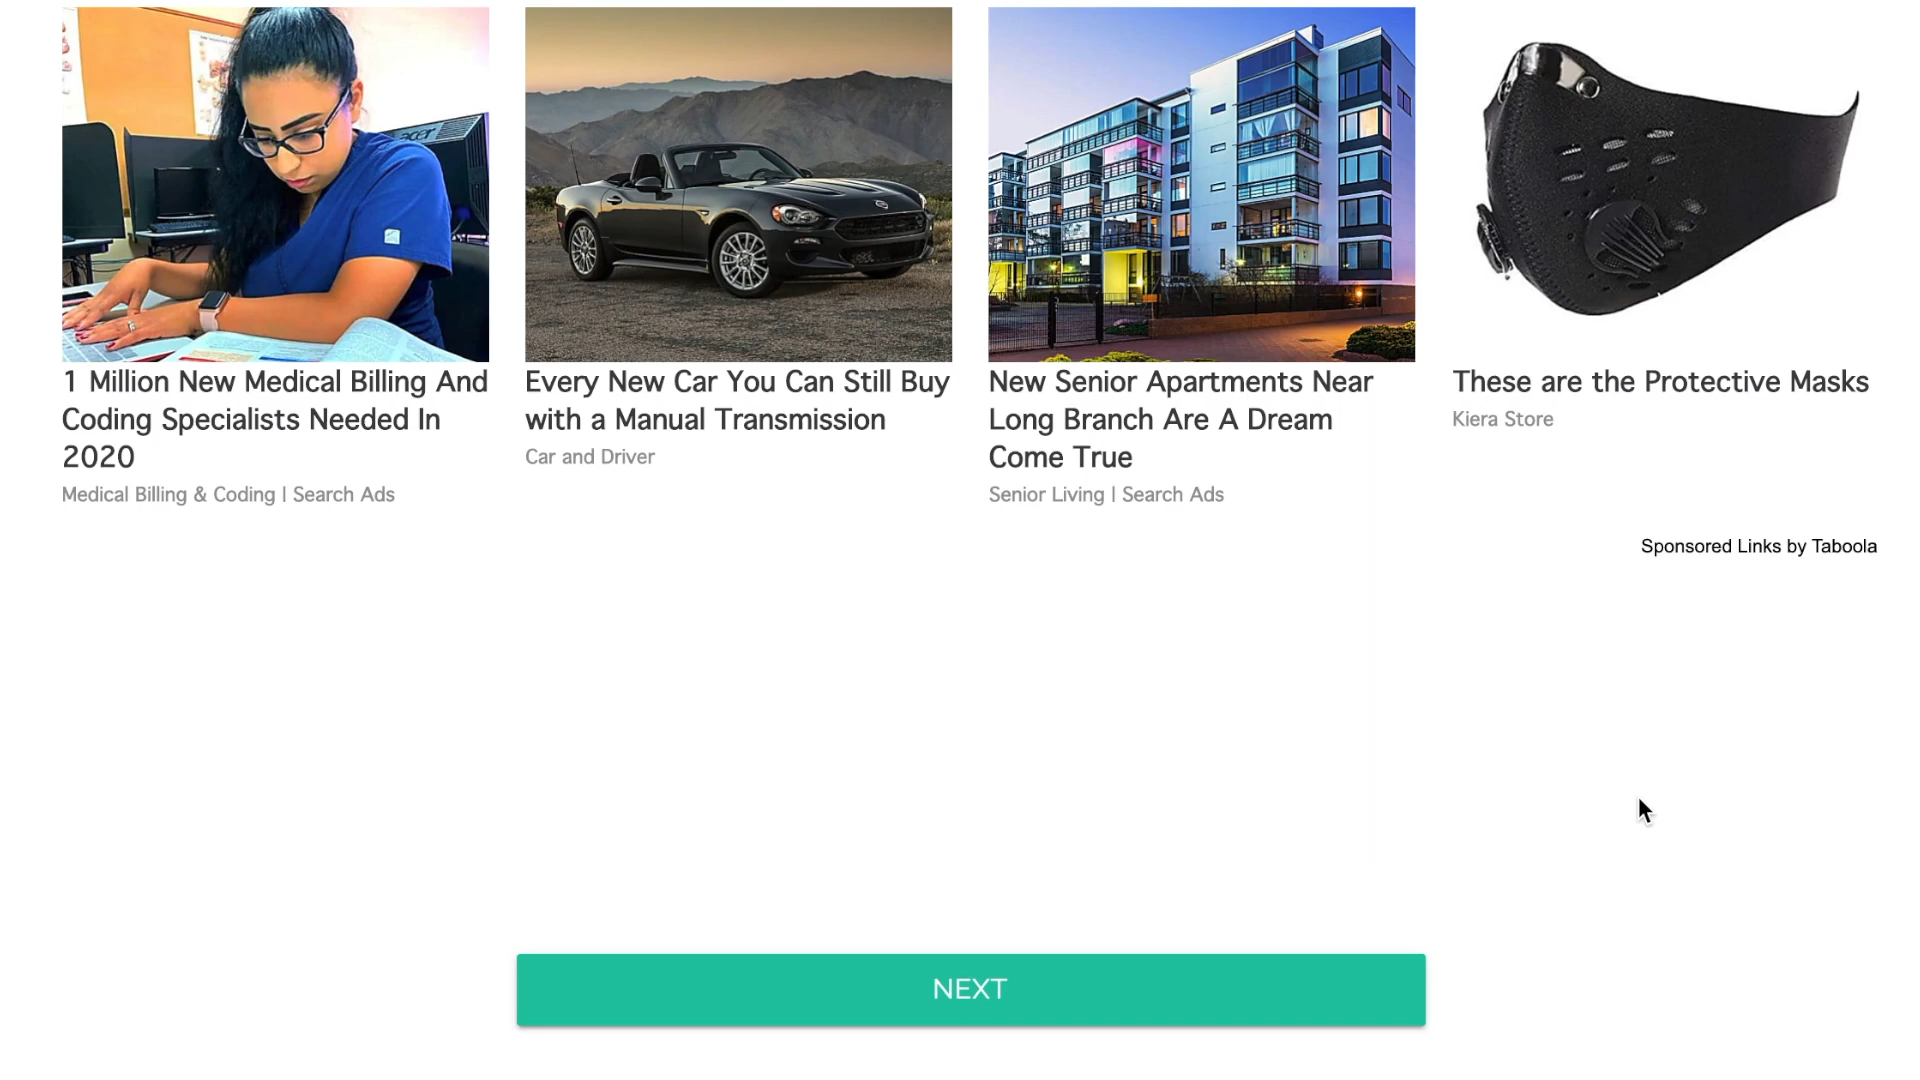 acer
1 Million New Medical Billing And
Coding Specialists Needed In
2020
Medical Billing & Coding | Search Ads
Every New Car You Can Still Buy
with a Manual Transmission
Car and Driver
New Senior Apartments Near
Long Branch Are A Dream
Come True
Senior Living | Search Ads
These are the Protective Masks
Kiera Store
Sponsored Links by Taboola
NEXT